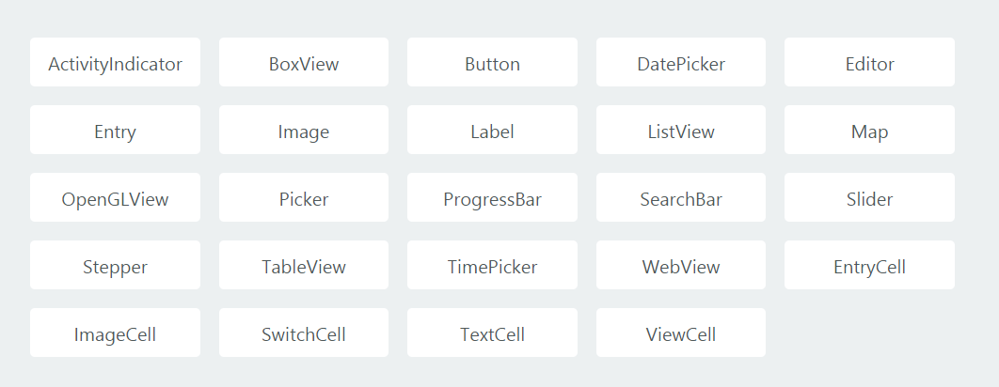 ActivityIndicator BoxView Button DatePicker Editor
Entry Image Label ListView Map
OpenGLView Picker ProgressBar SearchBar Slider
Stepper TableView TimePicker WebView EntryCell
ImageCell SwitchCell TextCell ViewCell